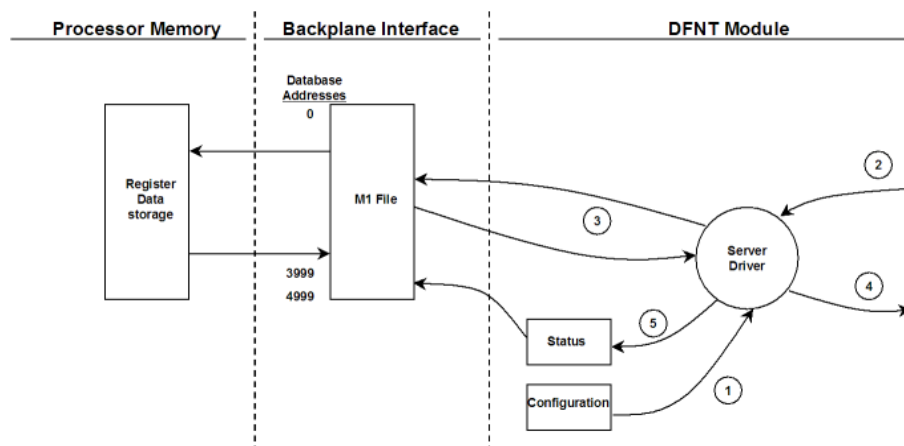 Processor Memory
Backplane Interface
DFNT Module
Database
Addresses
0
Register
Data
storage
M1 File
3999
4999
2
3
Server
Driver
4
5
Status
Configuration
1